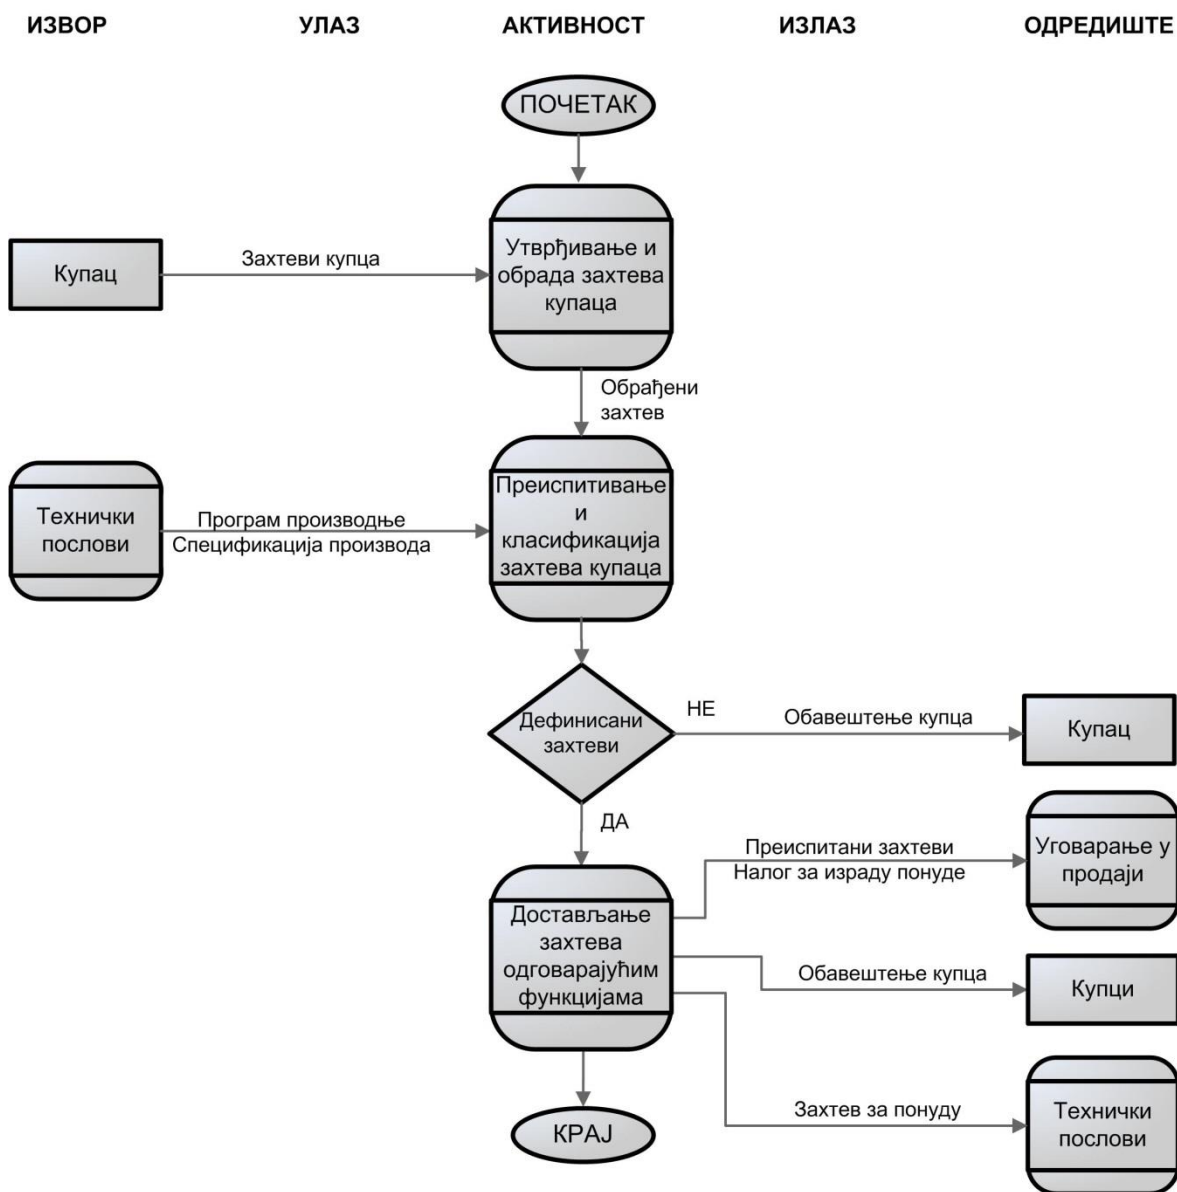 ИЗВОР УЛАЗ АКТИВНОСТ ИЗЛАЗ ОДРЕДИШТЕ
ПОЧЕТАК
Купац
Захтеви купца
Утврђивање и
обрада захтева
купаца
Обрађени
захтев
Технички
послови
Програм производње
Спецификација производа
Преиспитивање
и
класификација
захтева купаца
Дефинисани
захтеви
НЕ
Обавештење купца
Купац
ДА
Преиспитани захтеви
Налог за израду понуде
Уговарање у
продаји
Достављање
захтева
одговарајућим
функцијама
Обавештење купца
Купци
Захтев за понуду
Технички
послови
КРАЈ